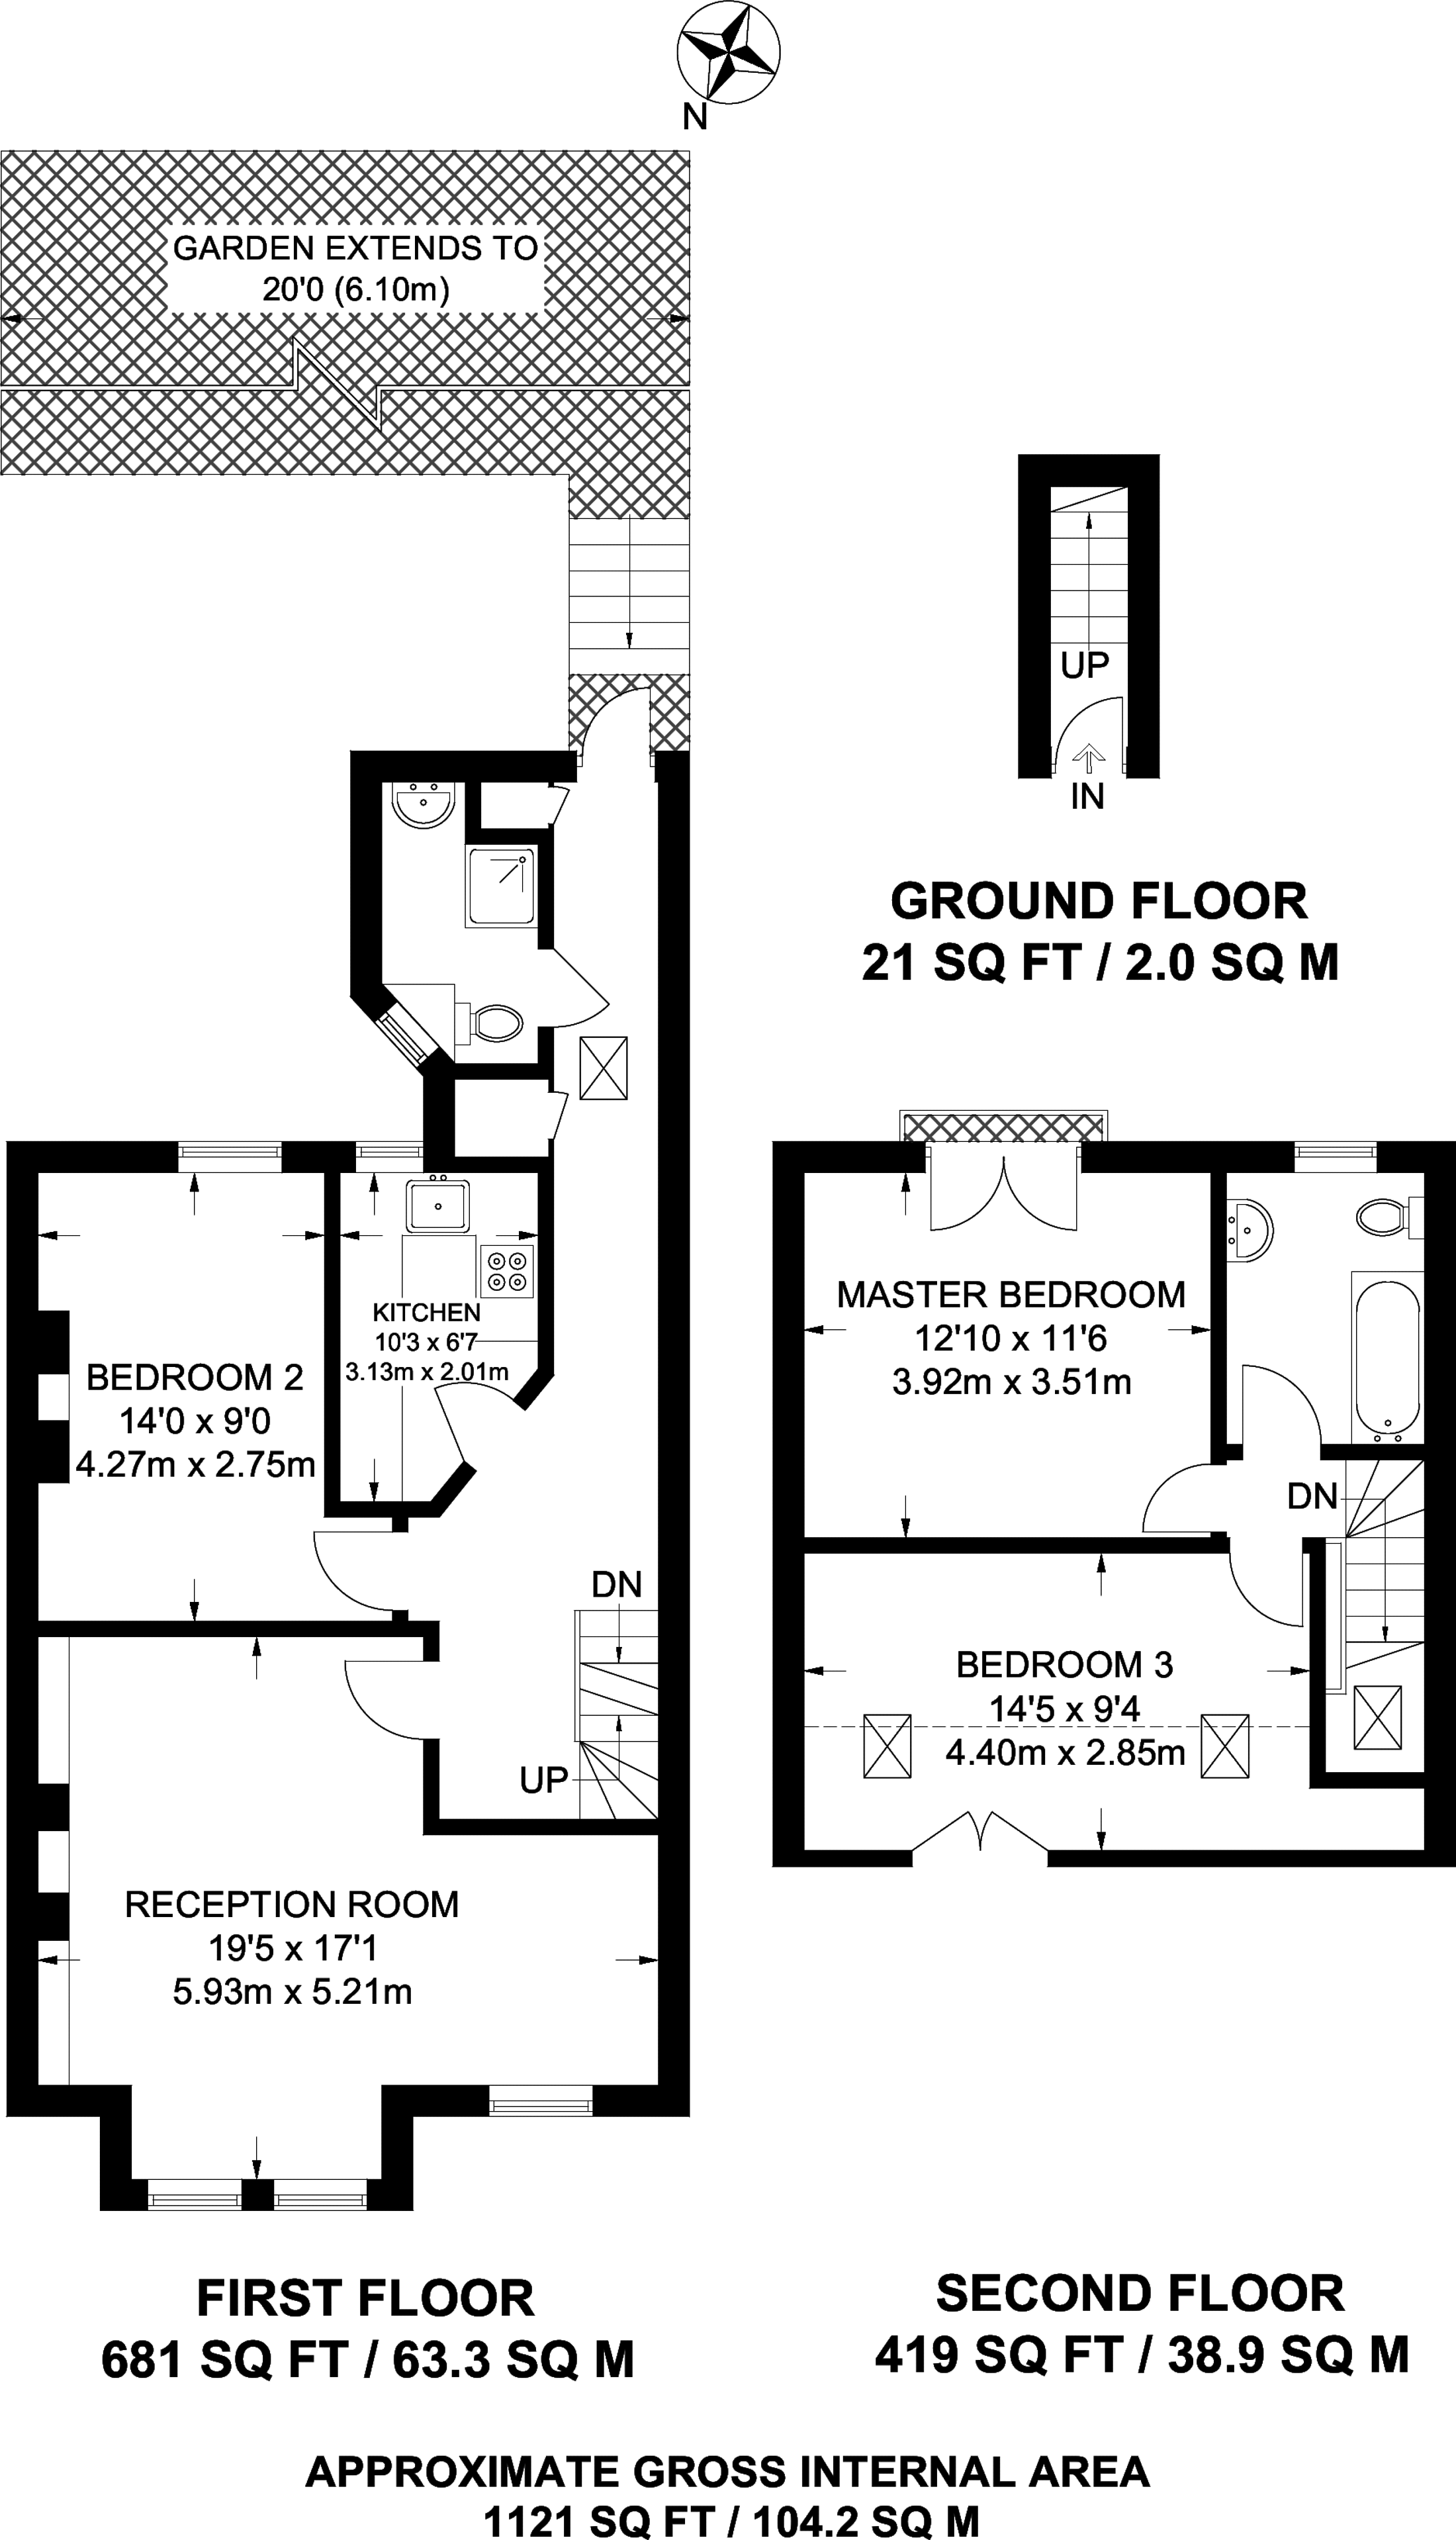 N
GARDEN EXTENDS TO
20'0 (6.10m)
UP
IN
GROUND FLOOR
21 SQ FT / 2.0 SQ M
KITCHEN
10'3 x 6'7
3.13m x 2.01m
BEDROOM 2
14'0 x 9'0
4.27m x 2.75m
DN
UP
RECEPTION ROOM
19'5 x 17'1
5.93m x 5.21m
FIRST FLOOR
681 SQ FT / 63.3 SQ M
MASTER BEDROOM
12'10 x 11'6
3.92m x 3.51m
DN
BEDROOM 3
14'5 x 9'4
4.40m x 2.85m
SECOND FLOOR
419 SQ FT / 38.9 SQ M
APPROXIMATE GROSS INTERNAL AREA
1121 SQ FT / 104.2 SQ M